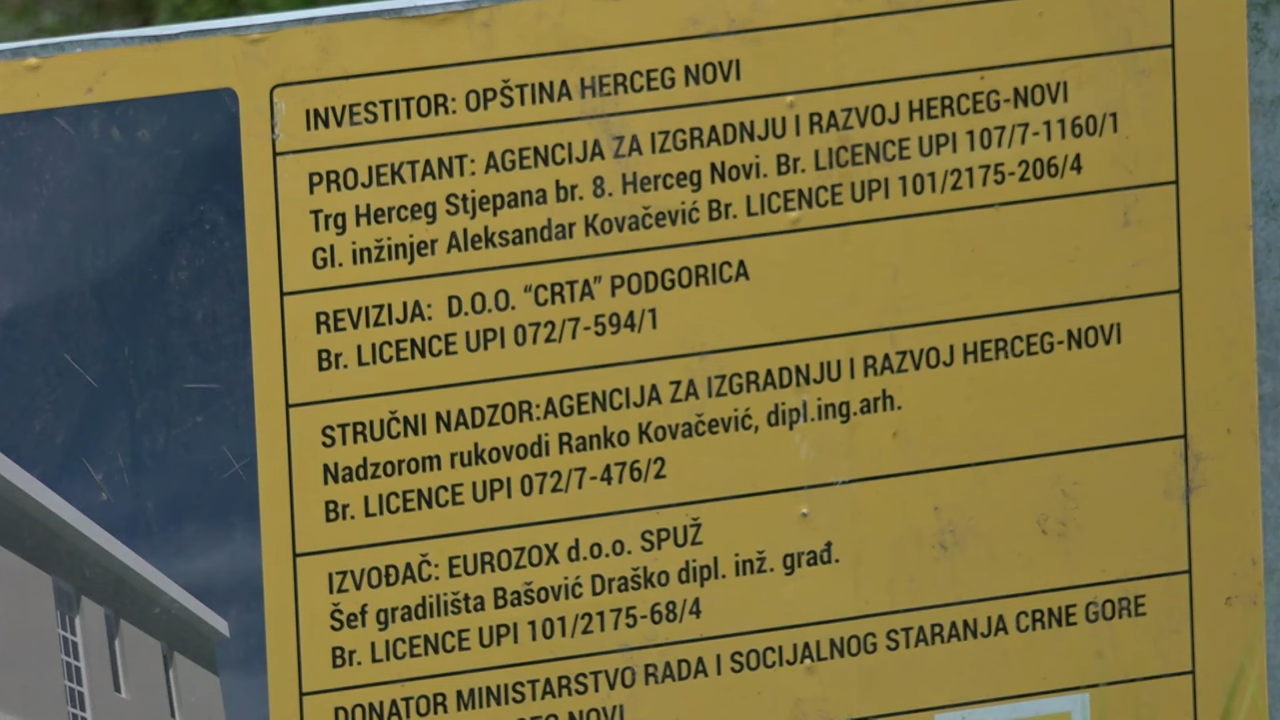 INVESTITOR: OPŠTINA HERCEG NOVI
PROJEKTANT: AGENCIJA ZA IZGRADNJU I RAZVOJ HERCEG-NOVI
Trg Herceg Stjepana br. 8. Herceg Novi. Br. LICENCE UPI 107/7-1160/1
Gl. inžinjer Aleksandar Kovačević Br. LICENCE UPI 101/2175-206/4
REVIZIJA: D.O.O. “CRTA” PODGORICA
Br. LICENCE UPI 072/7-594/1
STRUČNI NADZOR:AGENCIJA ZA IZGRADNJU I RAZVOJ HERCEG-NOVI
Nadzorom rukovodi Ranko Kovačević, dipl.ing.arh.
Br. LICENCE UPI 072/7-476/2
IZVOĐAČ: EUROZOX d.o.o. SPUŽ
Šef gradilišta Bašović Draško dipl. inž. građ.
Br. LICENCE UPI 101/2175-68/4
DONATOR MINISTARSTVO RADA I SOCIJALNOG STARANJA CRNE GORE
NOVI